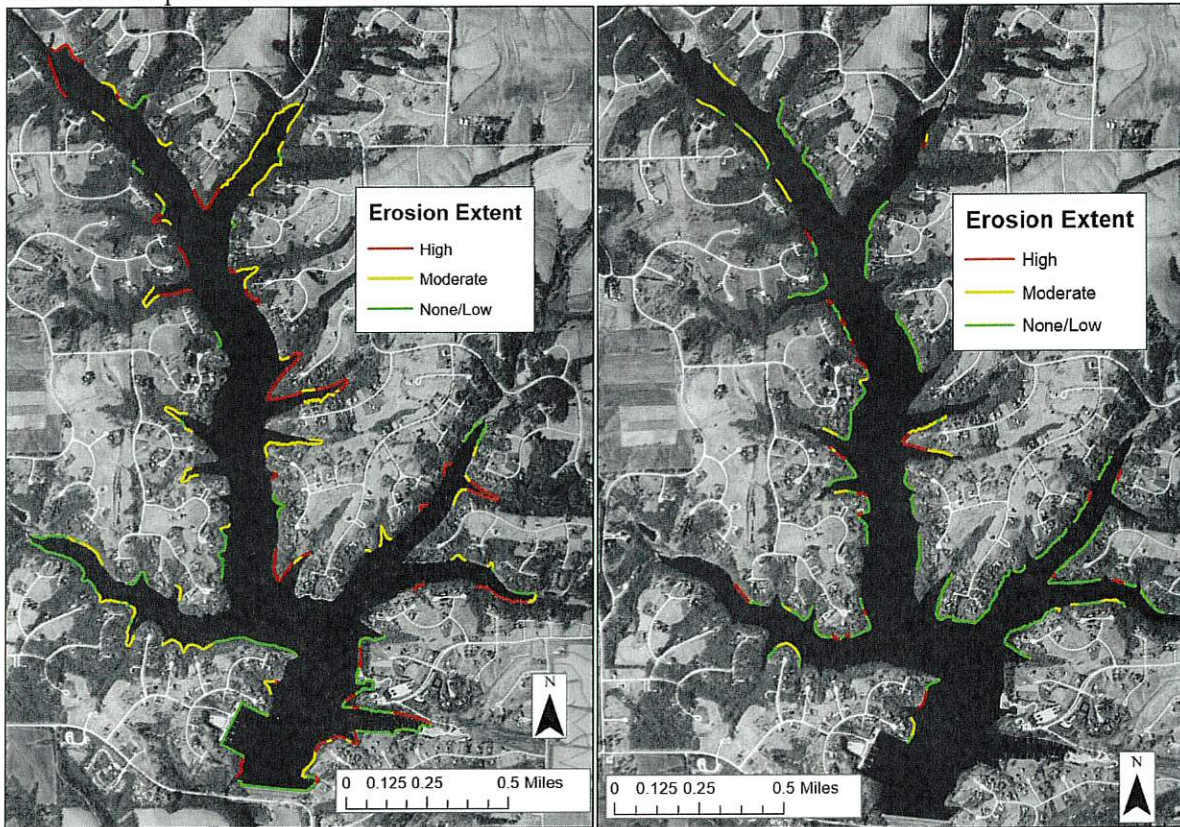 Erosion Extent
High
Moderate
None/Low
N
0 0.125 0.25 0.5 Miles
Erosion Extent
High
Moderate
None/Low
N
0 0.125 0.25 0.5 Miles